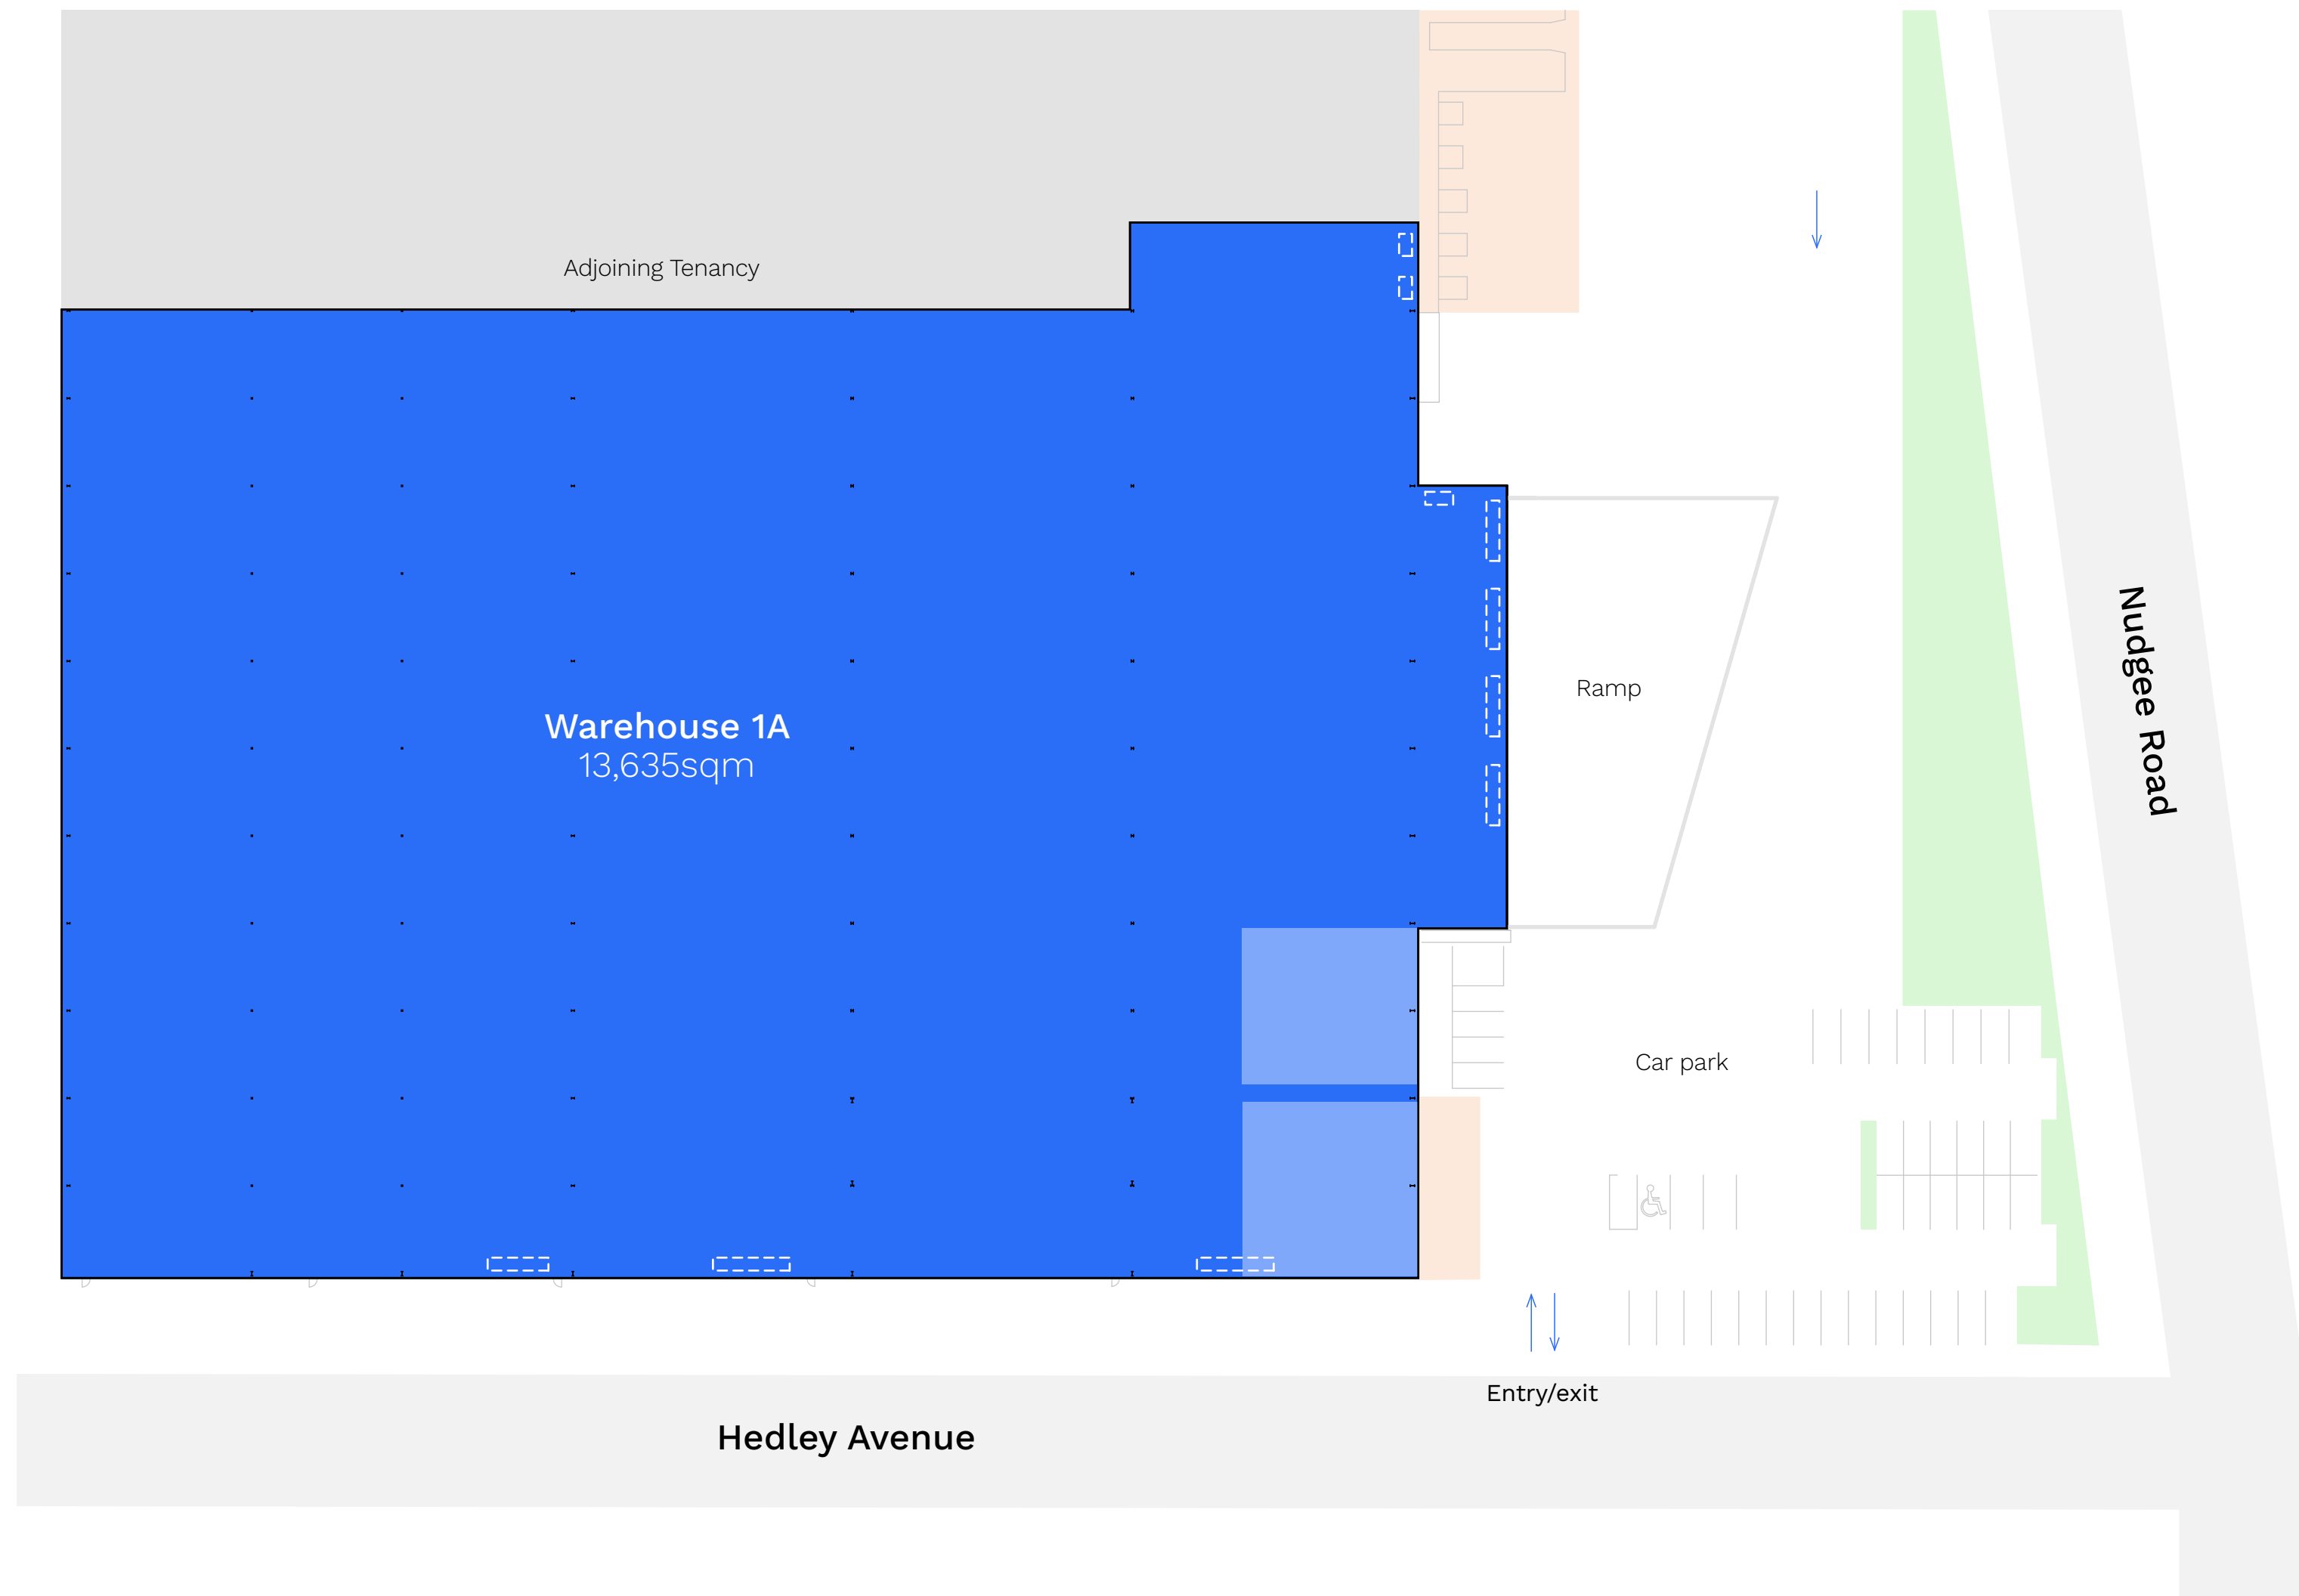 Adjoining Tenancy
Nudgee Road
Ramp
Warehouse 1A
13,635sqm
Car park
Entry/exit
Hedley Avenue